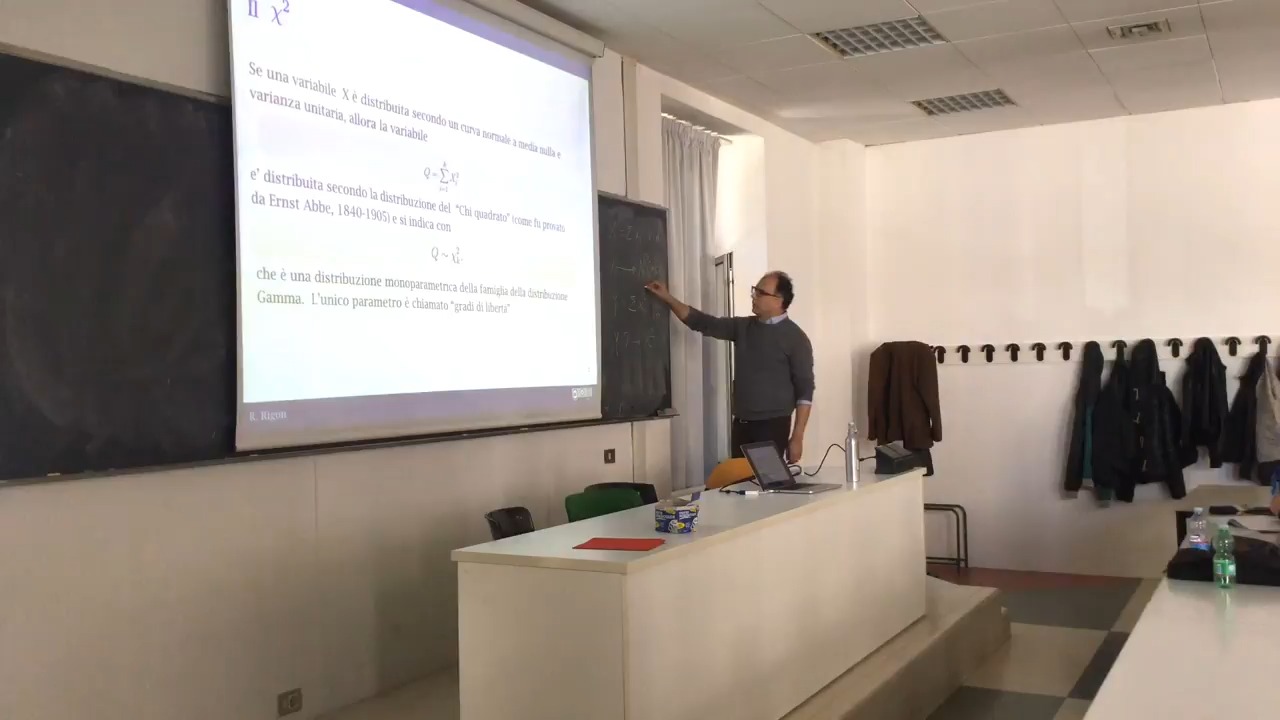 Il χ²
Se una variabile X è distribuita secondo un curva normale a media nulla e
varianza unitaria, allora la variabile
Q = ∑ X
e' distribuita secondo la distribuzione del "Chi quadrato" (come fu provato
da Ernst Abbe, 1840-1905) e si indica con
Q ~ χ²
che è una distribuzione monoparametrica della famiglia della distribuzione
Gamma. L'unico parametro è chiamato "gradi di libertà"
R. Rigon